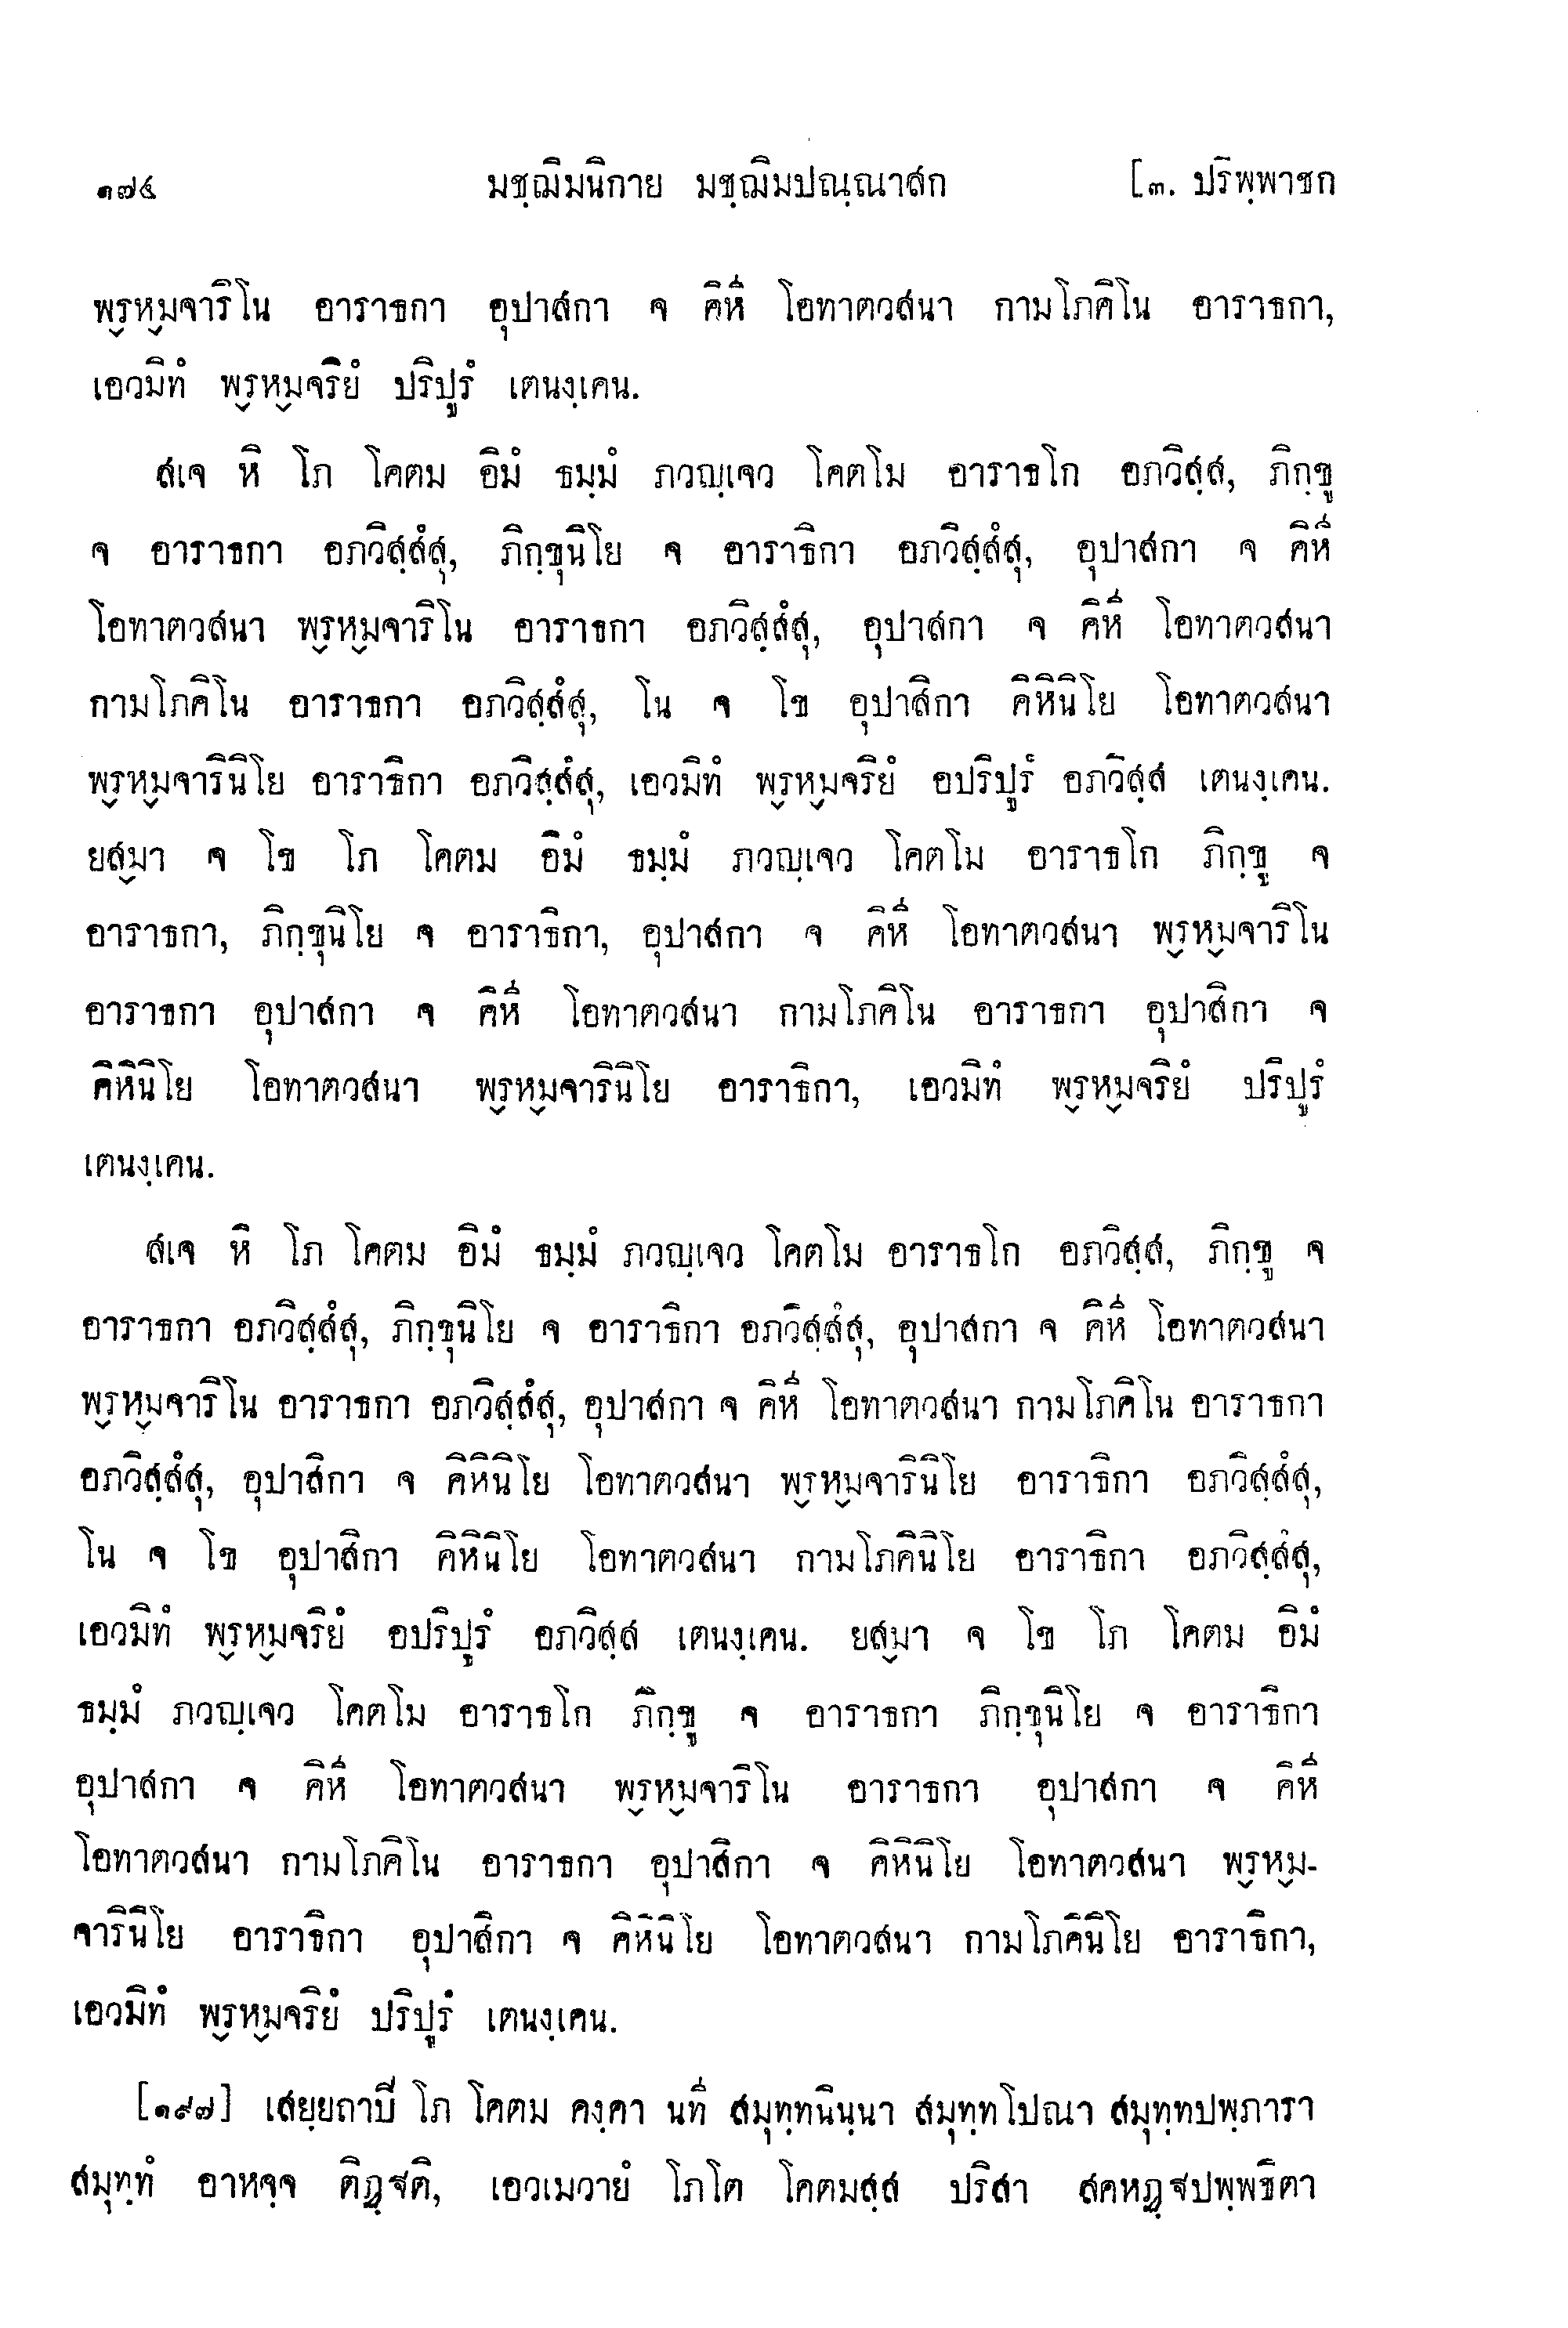 ๑๗๔ มชฺฌิมนิกาย มชฺฌิมปณฺณาสก [๓. ปริพฺพาชก
พฺรหฺมจาริโน อาราธกา อุปาสกา จ คิหี โอทาตวสนา กามโภคิโน อาราธกา,
เอวมิทํ พฺรหฺมจริยํ ปริปูรํ เตนงฺเคน.
สเจ หิ โภ โคตม อิมํ ธมฺมํ ภวญฺเจว โคตโม อาราธโก อภวิสฺส, ภิกฺขู
จ อาราธกา อภวิสฺสํสุ, ภิกฺขุนิโย จ อาราธิกา อภวิสฺสํสุ, อุปาสกา จ คิหี
โอทาตวสนา พฺรหฺมจาริโน อาราธกา อภวิสฺสํสุ, อุปาสกา จ คิหี โอทาตวสนา
กามโภคิโน อาราธกา อภวิสฺสํสุ, โน จ โข อุปาสิกา คิหินิโย โอทาตวสนา
พฺรหฺมจารินิโย อาราธิกา อภวิสฺสํสุ, เอวมิทํ พฺรหฺมจริยํ อปริปูรํ อภวิสฺส เตนงฺเคน.
ยสฺมา จ โข โภ โคตม อิมํ ธมฺมํ ภวญฺเจว โคตโม อาราธโก ภิกฺขู จ
อาราธกา, ภิกฺขุนิโย จ อาราธิกา, อุปาสกา จ คิหี โอทาตวสนา พฺรหฺมจาริโน
อาราธกา อุปาสกา จ คิหี โอทาตวสนา กามโภคิโน อาราธกา อุปาสิกา จ
คิหินิโย โอทาตวสนา พฺรหฺมจารินิโย อาราธิกา, เอวมิทํ พฺรหฺมจริยํ ปริปูรํ
เตนงฺเคน.
สเจ หิ โภ โคตม อิมํ ธมฺมํ ภวญฺเจว โคตโม อาราธโก อภวิสฺส, ภิกฺขู จ
อาราธกา อภวิสฺสํสุ, ภิกฺขุนิโย จ อาราธิกา อภวิสฺสํสุ, อุปาสกา จ คิหี โอทาตวสนา
พฺรหฺมจาริโน อาราธกา อภวิสฺสํสุ, อุปาสกา จ คิหี โอทาตวสนา กามโภคิโน อาราธกา
อภวิสฺสํสุ, อุปาสิกา จ คิหินิโย โอทาตวสนา พฺรหฺมจารินิโย อาราธิกา อภวิสฺสํสุ,
โน จ โข อุปาสิกา คิหินิโย โอทาตวสนา กามโภคินิโย อาราธิกา อภวิสฺสํสุ,
เอวมิทํ พฺรหฺมจริยํ อปริปูรํ อภวิสฺส เตนงฺเคน. ยสฺมา จ โข โภ โคตม อิมํ
ธมฺมํ ภวญฺเจว โคตโม อาราธโก ภิกฺขู จ อาราธกา ภิกฺขุนิโย จ อาราธิกา
อุปาสกา จ คิหี โอทาตวสนา พฺรหฺมจาริโน อาราธกา อุปาสกา จ คิหี
โอทาตวสนา กามโภคิโน อาราธกา อุปาสิกา จ คิหินิโย โอทาตวสนา พฺรหฺม-
จารินิโย อาราธิกา อุปาสิกา จ คิหินิโย โอทาตวสนา กามโภคินิโย อาราธิกา,
เอวมิทํ พฺรหฺมจริยํ ปริปูรํ เตนงฺเคน.
[๑๙๗] เสยฺยถาปี โภ โคตม คงฺคา นที สมุทฺทนินฺนา สมุทฺทโปณา สมุทฺทปพฺภารา
สมุทฺทํ อาหจฺจ ติฏฺฐติ, เอวเมวายํ โภโต โคตมสฺส ปริสา สคหฏฺฐปพฺพชิตา